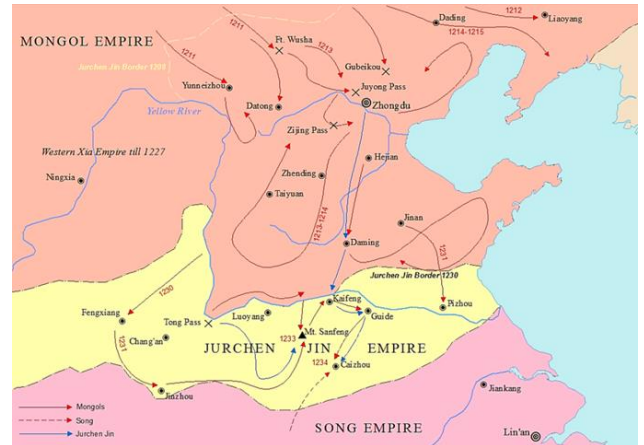 1212
Dading
Liaoyang
1214-1215
Ft. Wusha
MONGOL EMPIRE
1211
1211
1213
Gubeikou
Jurchen Jin Border 1209
Juyong Pass
Yunneizhou
Datong
Zhongdu
Yellow River
Zijing Pass
Western Xia Empire till 1227
Hejian
Ningxia
Zhending
Taiyuan
1213-1214
Jinan
Daming
1231
Jurchen Jin Border 1230
1230
Kaifeng
Pizhou
Fengxiang
Tong Pass
Luoyang
Guide
Chang'an
1233
Mt. Sanfeng
JURCHEN JIN EMPIRE
1231
1234
Caizhou
Jinzhou
Jiankang
Mongols
Song
SONG EMPIRE
Jurchen Jin
Lin'an